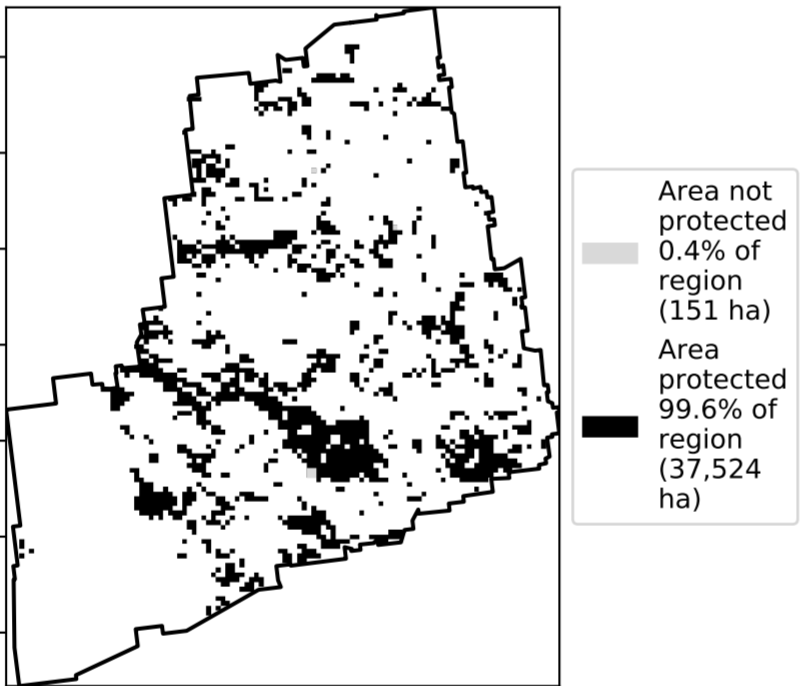 Area not
protected
0.4% of
region
(151 ha)
Area
protected
99.6% of
region
(37,524
ha)